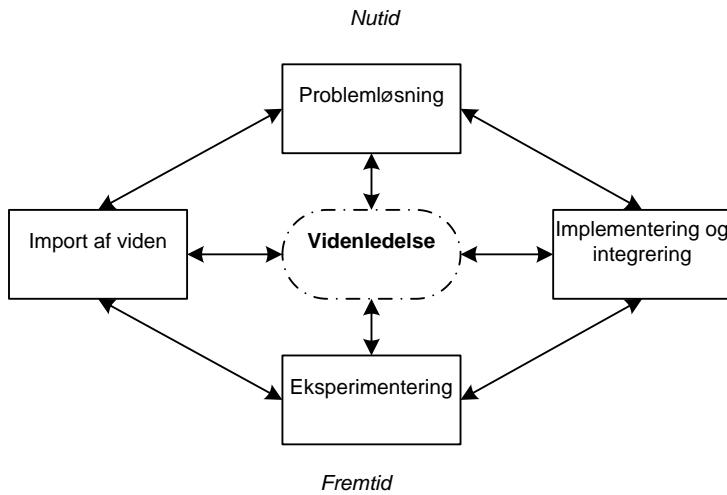 Nutid
Problemløsning
Import af viden
Videnledelse
Implementering og
integrering
Eksperimentering
Fremtid